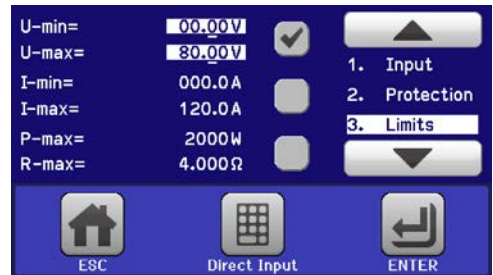 U-min= 00.00V
U-max= 80.00V
I-min= 000.0A
I-max= 120.0A
P-max= 2000W
R-max= 4.000Ω
1. Input
2. Protection
3. Limits
ESC
Direct Input
ENTER